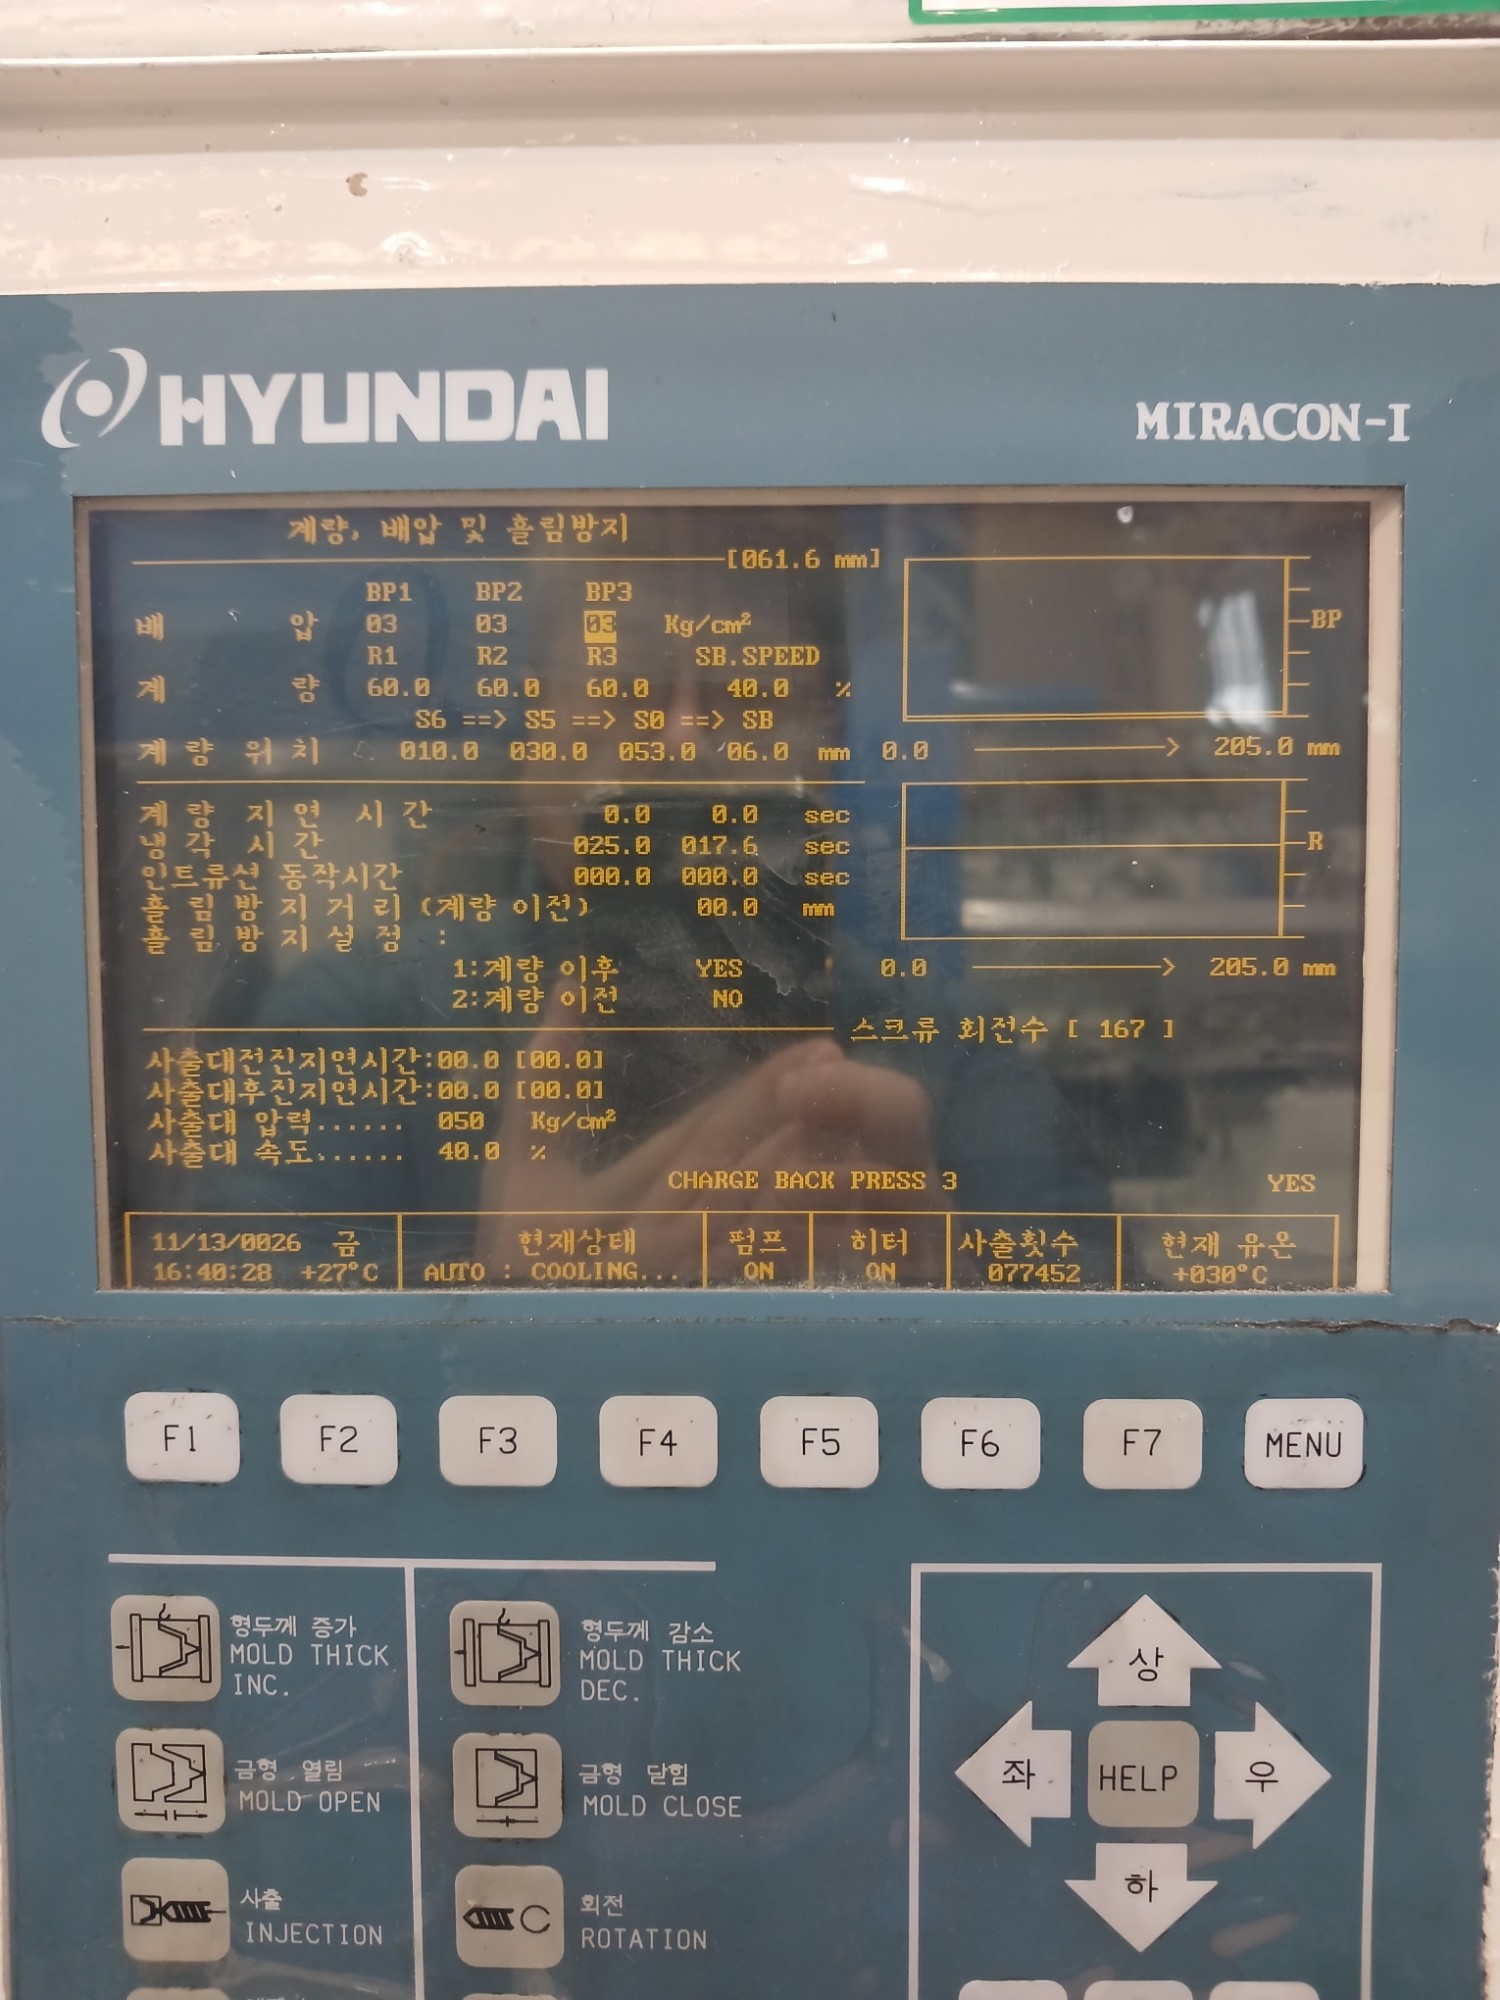 HYUNDAI
MIRACON-I
계량, 배압 및 흘림방지
[061.6 mm]
BP1 BP2 BP3
배 압 03 03 03 Kg/cm²
R1 R2 R3 SB.SPEED
계 량 60.0 60.0 60.0 40.0 %
S6 ==> S5 ==> S0 ==> SB
계 량 위 치 010.0 030.0 053.0 06.0 mm
BP
0.0 205.0 mm
계 량 지 연 시 간 0.0 0.0 sec
냉 각 시 간 025.0 017.6 sec
인트류션 동작시간 000.0 000.0 sec
흘 림 방 지 거 리 (계량 이전) 00.0 mm
흘 림 방 지 설 정 :
1:계량 이후 YES
2:계량 이전 NO
R
0.0 205.0 mm
스크류 회전수 [ 167 ]
사출대전진지연시간:00.0 [00.0]
사출대후진지연시간:00.0 [00.0]
사출대 압력...... 050 Kg/cm²
사출대 속도...... 40.0 %
CHARGE BACK PRESS 3 YES
11/13/0026 금 현재상태 펌프 히터 사출횟수 현재 유온
16:40:28 +27°C AUTO : COOLING... ON ON 077452 +030°C
F1 F2 F3 F4 F5 F6 F7 MENU
형두께 증가
MOLD THICK
INC.
형두께 감소
MOLD THICK
DEC.
금형 열림
MOLD OPEN
금형 닫힘
MOLD CLOSE
사출
INJECTION
회전
ROTATION
상
좌 HELP 우
하